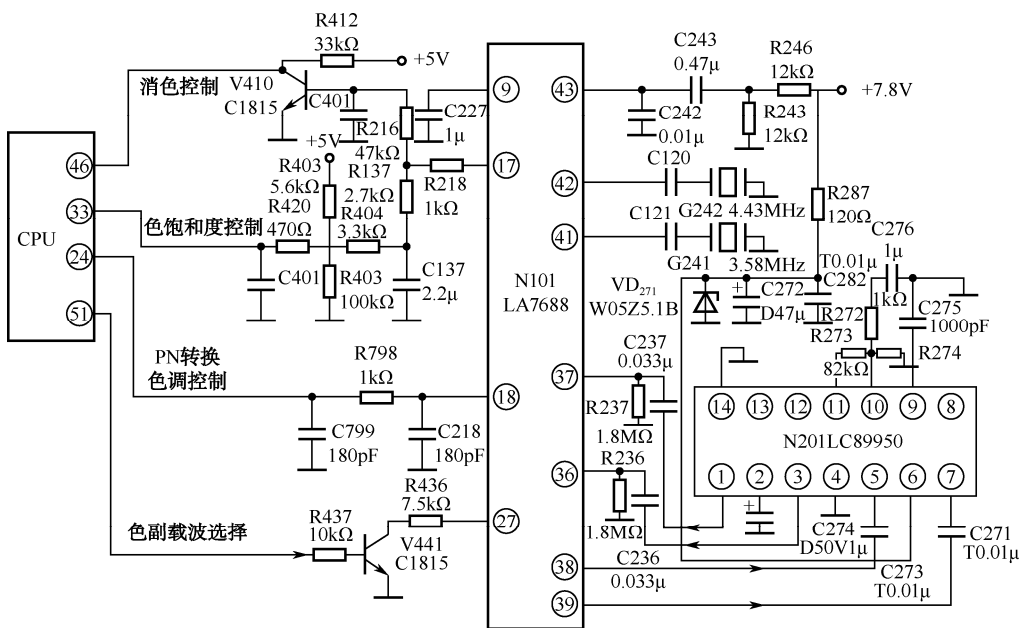 R412
33kΩ
+5V
消色控制
V410
C1815
C401
+5V
R216
47kΩ
C227
1μ
R403
5.6kΩ
R137
2.7kΩ
R218
1kΩ
R420
470Ω
R404
3.3kΩ
色饱和度控制
C401
R403
100kΩ
C137
2.2μ
CPU
46
33
24
51
PN转换
色调控制
R798
1kΩ
C799
180pF
C218
180pF
R436
7.5kΩ
色副载波选择
R437
10kΩ
V441
C1815
9
17
18
27
N101
LA7688
43
42
41
37
36
38
39
C243
0.47μ
R246
12kΩ
+7.8V
C242
0.01μ
R243
12kΩ
C120
G242
4.43MHz
R287
120Ω
C121
G241
3.58MHz
C276
1μ
VD271
W05Z5.1B
+
C272
D47μ
T0.01μ
C282
1kΩ
R272
R273
82kΩ
R274
C275
1000pF
C237
0.033μ
R237
1.8MΩ
R236
1.8MΩ
C236
0.033μ
14
13
12
11
10
9
8
N201LC89950
1
2
3
4
5
6
7
+
C274
D50V1μ
C273
T0.01μ
C271
T0.01μ